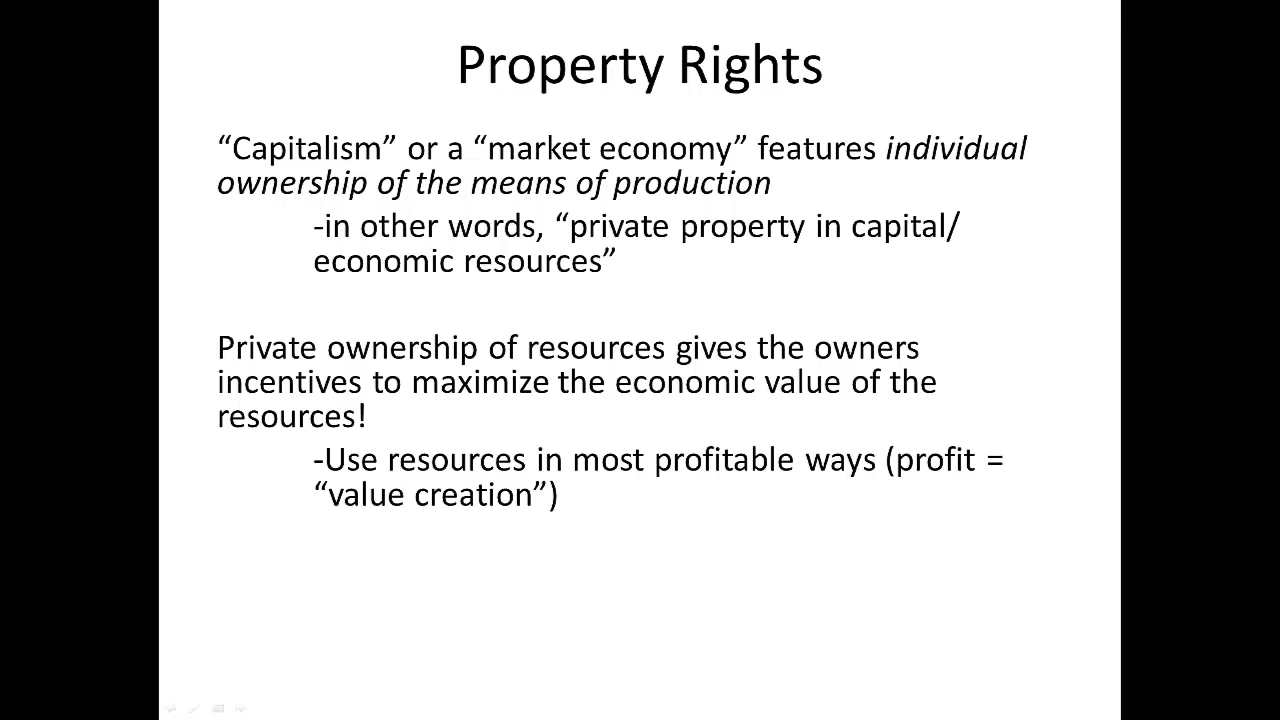 Property Rights
“Capitalism” or a “market economy” features individual
ownership of the means of production
-in other words, “private property in capital/
economic resources”
Private ownership of resources gives the owners
incentives to maximize the economic value of the
resources!
-Use resources in most profitable ways (profit =
“value creation”)